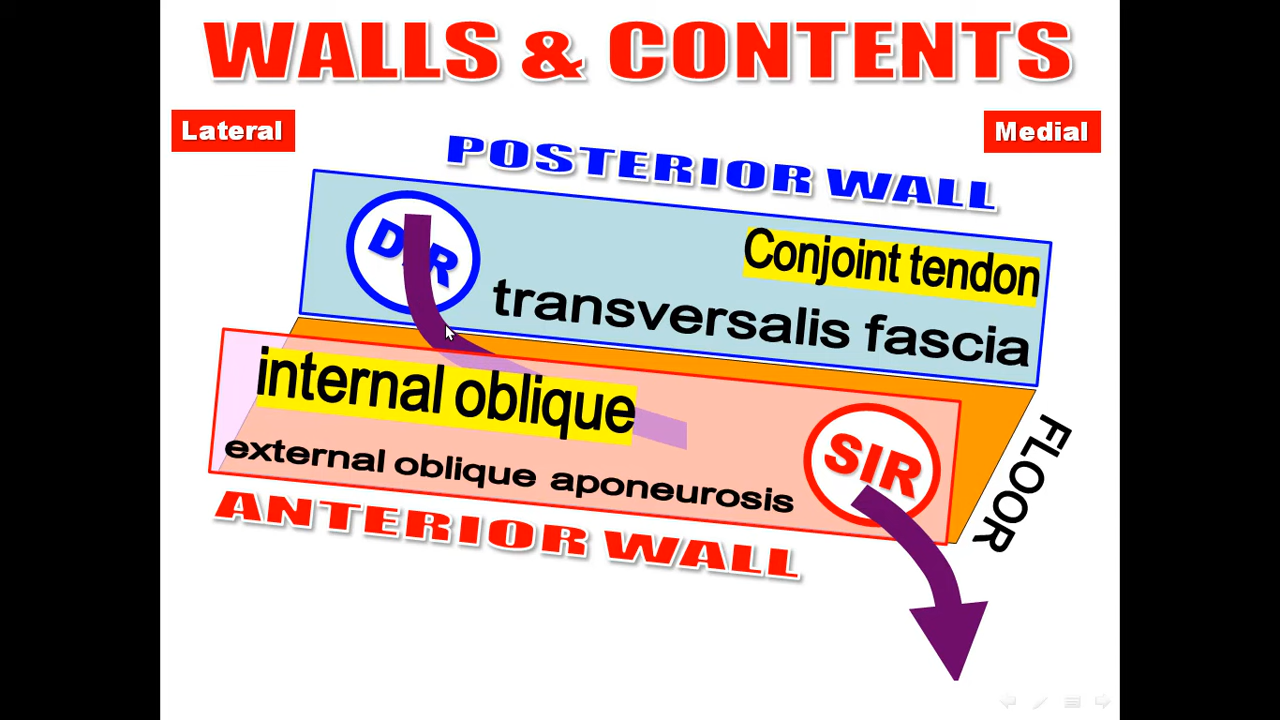 WALLS & CONTENTS
Lateral
Medial
POSTERIOR WALL
DIR
Conjoint tendon
transversalis fascia
internal oblique
external oblique aponeurosis
SIR
FLOOR
ANTERIOR WALL